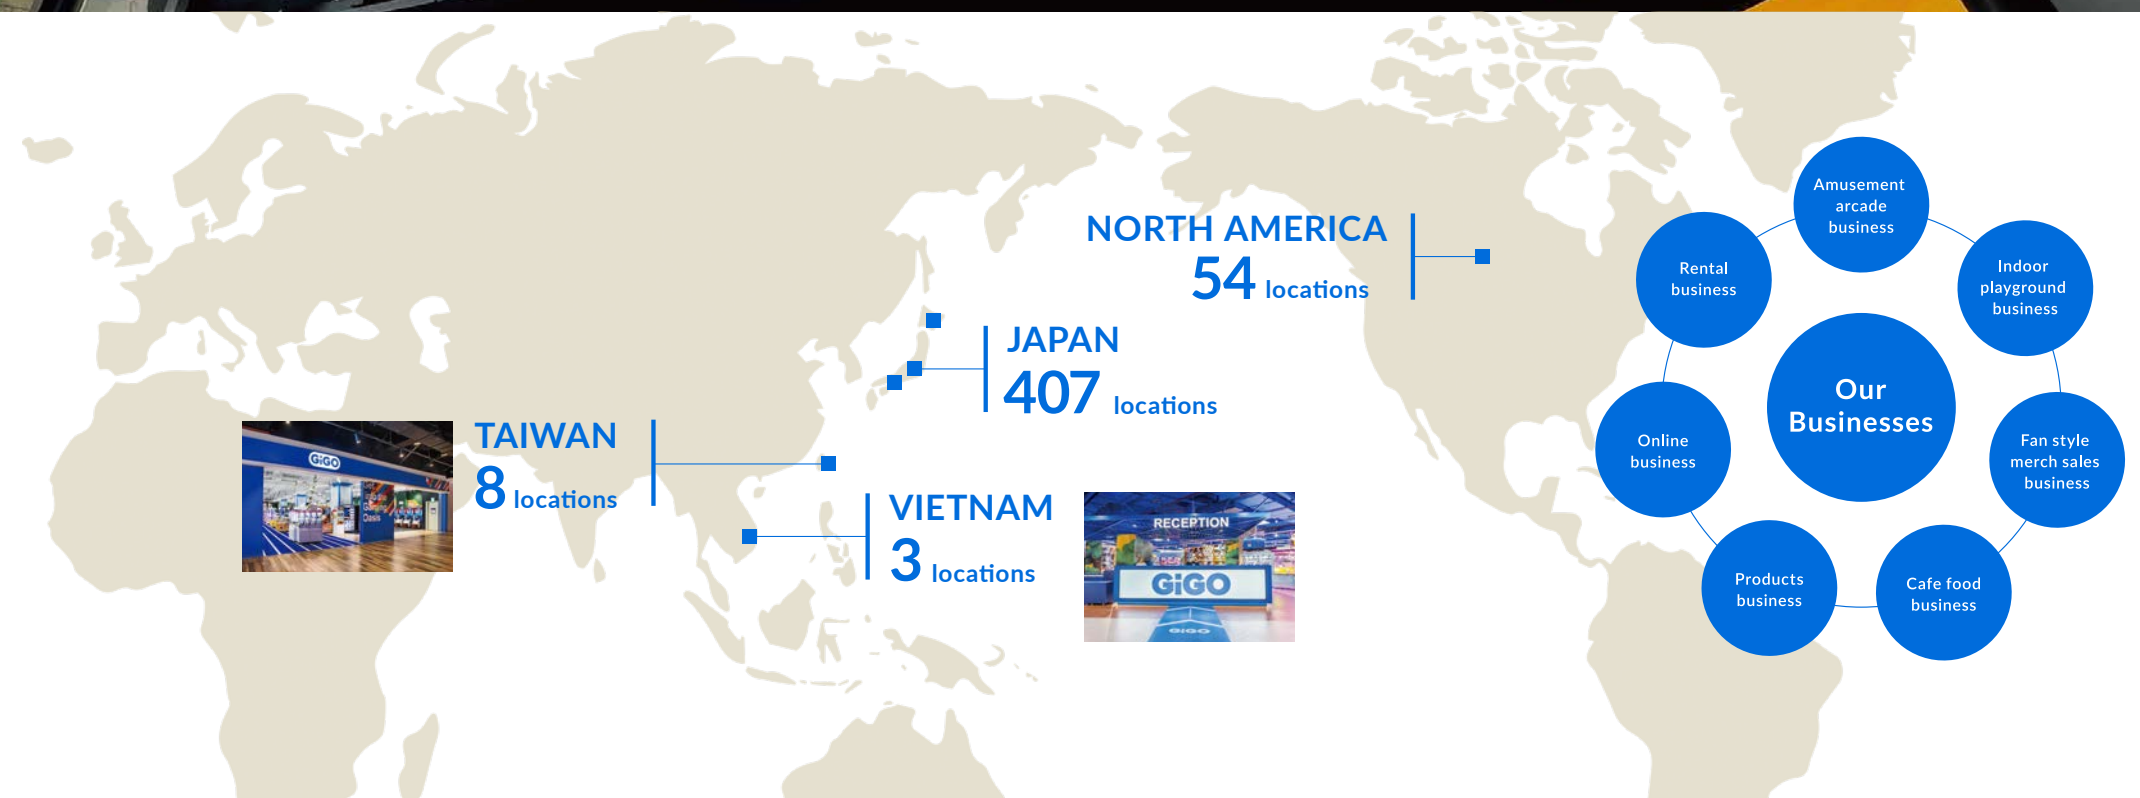 NORTH AMERICA
54 locations
JAPAN
407 locations
TAIWAN
8 locations
VIETNAM
3 locations
GiGO
RECEPTION
GiGO
GiGO
Our
Businesses
Amusement
arcade
business
Indoor
playground
business
Fan style
merch sales
business
Cafe food
business
Products
business
Online
business
Rental
business